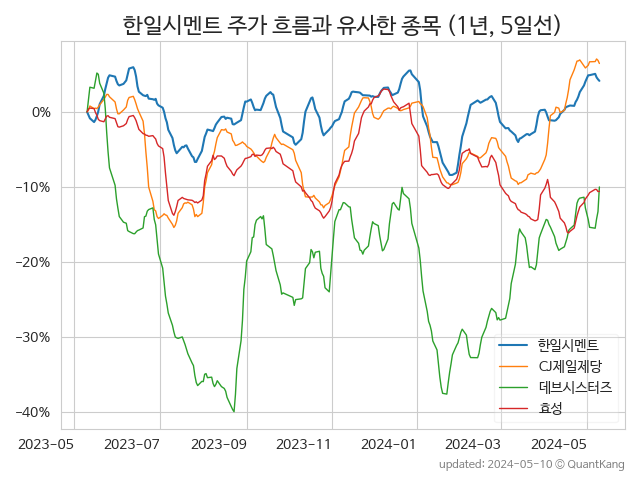 한일시멘트 주가 흐름과 유사한 종목 (1년, 5일선)
0%
−10%
−20%
−30%
−40%
한일시멘트
CJ제일제당
데브시스터즈
효성
2023-05 2023-07 2023-09 2023-11 2024-01 2024-03 2024-05
updated: 2024-05-10 © QuantKang